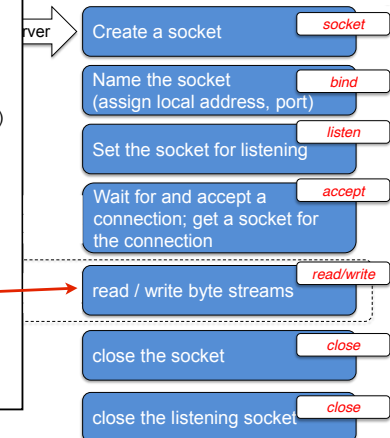 rver
Create a socket
socket
Name the socket
(assign local address, port)
bind
)
Set the socket for listening
listen
Wait for and accept a
connection; get a socket for
the connection
accept
read / write byte streams
read/write
close the socket
close
close the listening socket
close